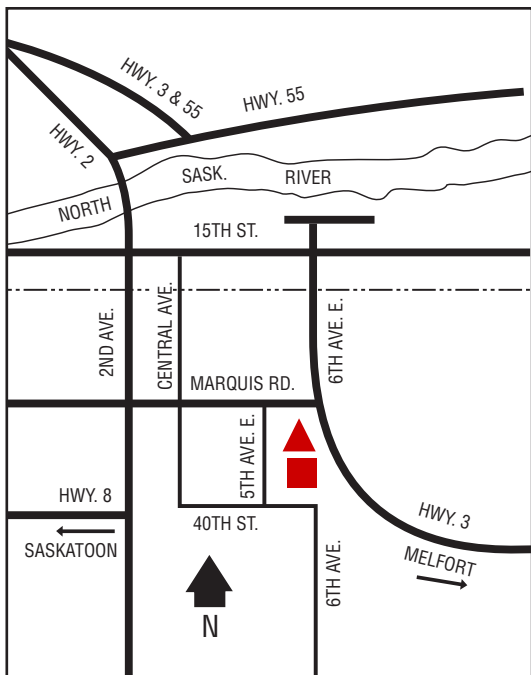 HWY. 3 & 55
HWY. 55
HWY. 2
SASK.
RIVER
NORTH
15TH ST.
2ND AVE.
CENTRAL AVE.
6TH AVE. E.
MARQUIS RD.
5TH AVE. E.
HWY. 8
40TH ST.
HWY. 3
SASKATOON
MELFORT
6TH AVE.
N